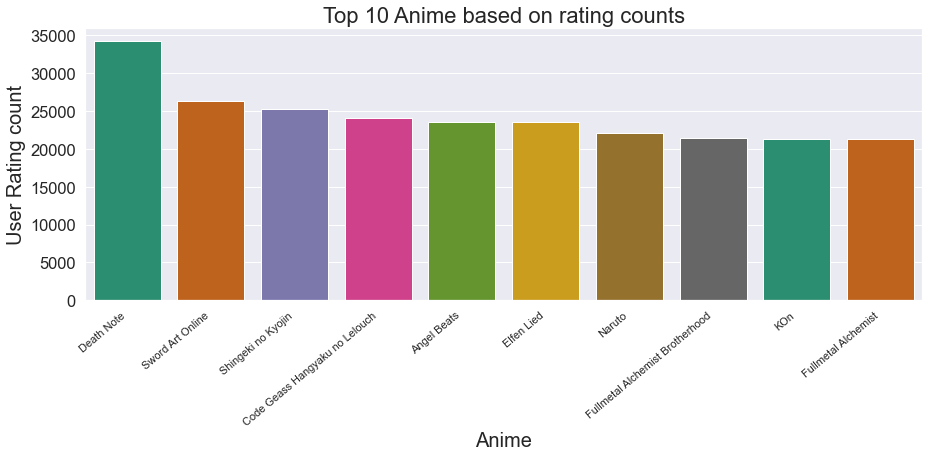 Top 10 Anime based on rating counts
User Rating count
35000
30000
25000
20000
15000
10000
5000
0
Death Note
Sword Art Online
Shingeki no Kyojin
Code Geass Hangyaku no Lelouch
Angel Beats
Elfen Lied
Naruto
Fullmetal Alchemist Brotherhood
KOn
Fullmetal Alchemist
Anime